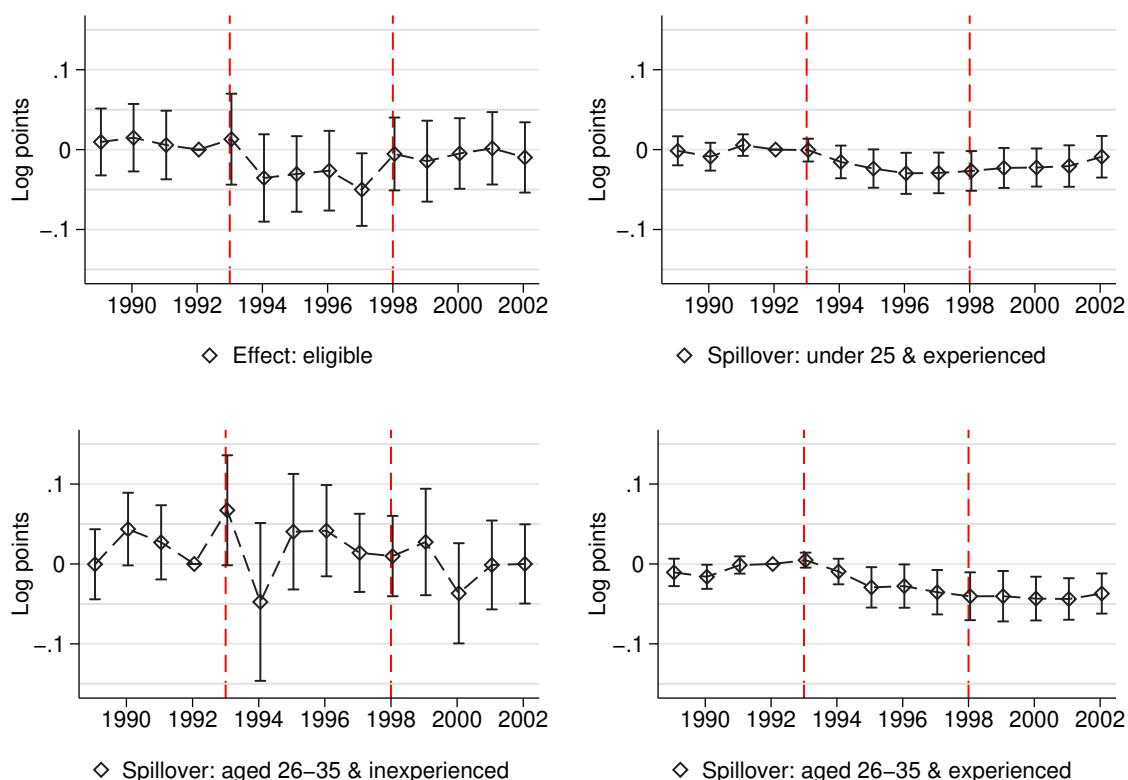 Log points
.1
0
−.1
1990 1992 1994 1996 1998 2000 2002
Effect: eligible
Log points
.1
0
−.1
1990 1992 1994 1996 1998 2000 2002
Spillover: under 25 & experienced
Log points
.1
0
−.1
1990 1992 1994 1996 1998 2000 2002
Spillover: aged 26−35 & inexperienced
Log points
.1
0
−.1
1990 1992 1994 1996 1998 2000 2002
Spillover: aged 26−35 & experienced